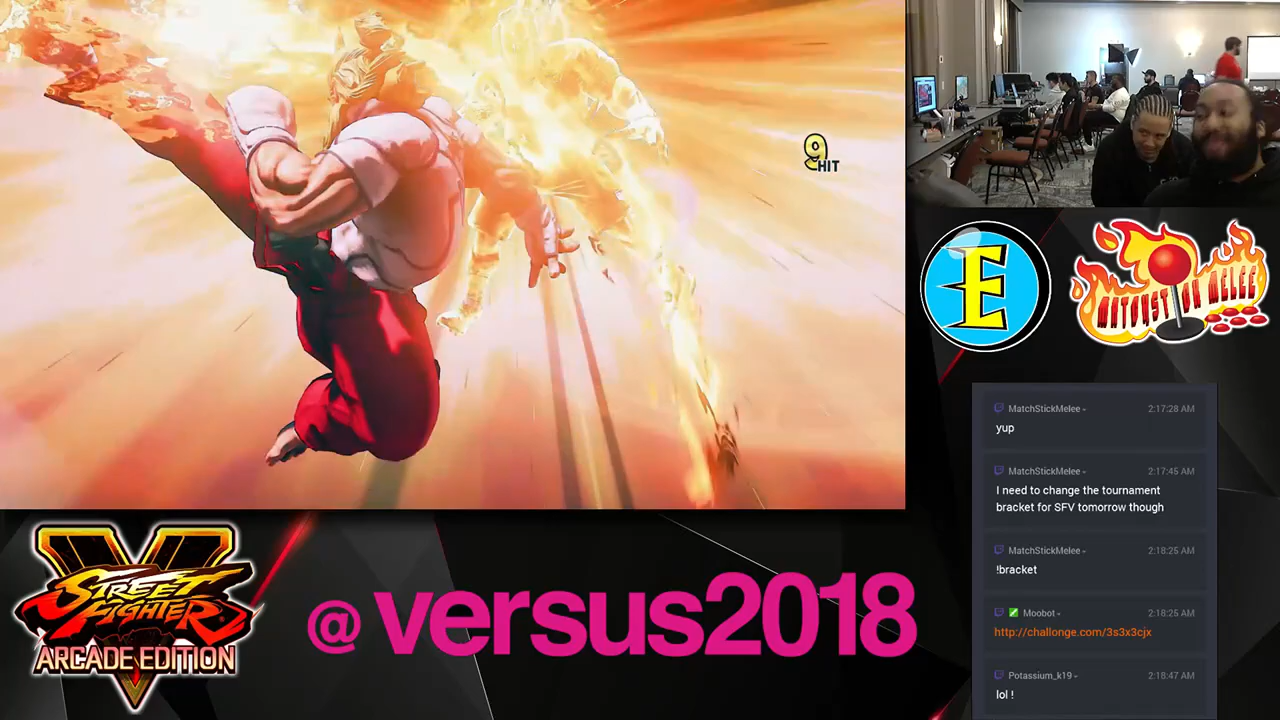 9
HIT
E
MATCHSTICK MELEE
MatchStickMelee
2:17:28 AM
yup
MatchStickMelee
2:17:45 AM
I need to change the tournament
bracket for SFV tomorrow though
MatchStickMelee
2:18:25 AM
!bracket
Moobot
2:18:25 AM
http://challonge.com/3s3x3cjx
Potassium_k19
2:18:47 AM
lol !
V
STREET
FIGHTER
ARCADE EDITION
@versus2018